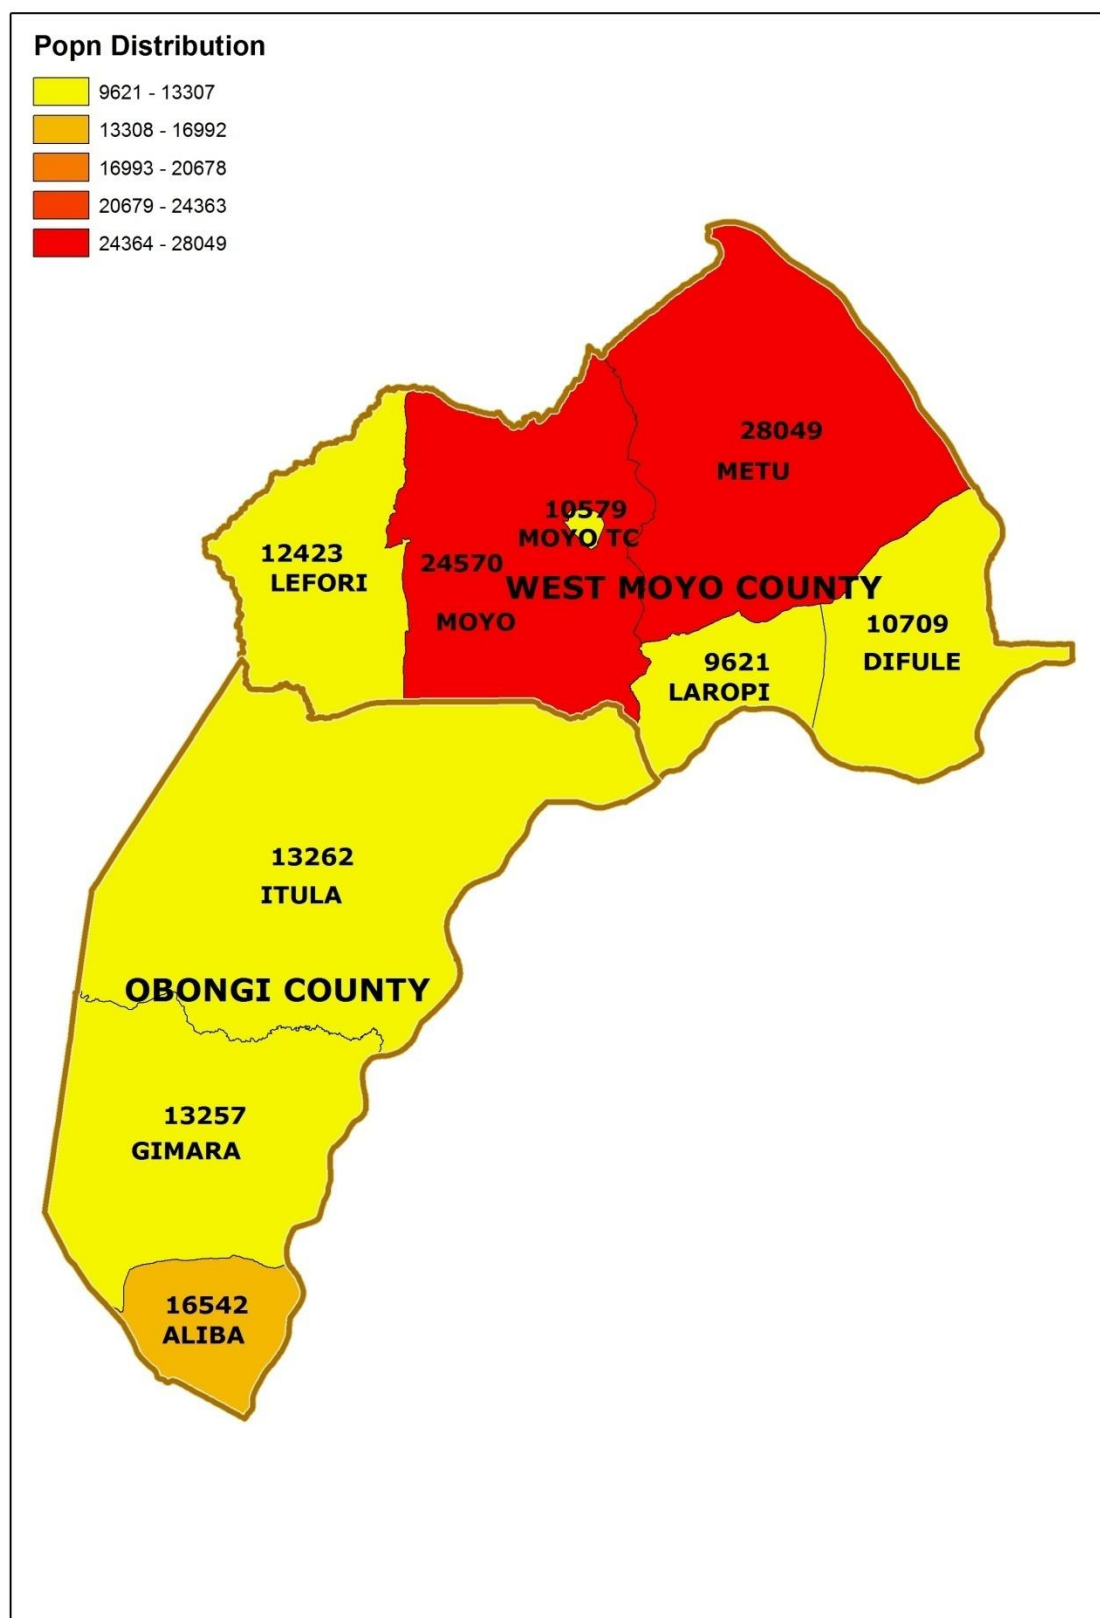 Popn Distribution
9621 - 13307
13308 - 16992
16993 - 20678
20679 - 24363
24364 - 28049
28049
METU
10579
MOYO TC
12423
LEFORI
24570
MOYO
WEST MOYO COUNTY
10709
DIFULE
9621
LAROPI
13262
ITULA
OBONGI COUNTY
13257
GIMARA
16542
ALIBA